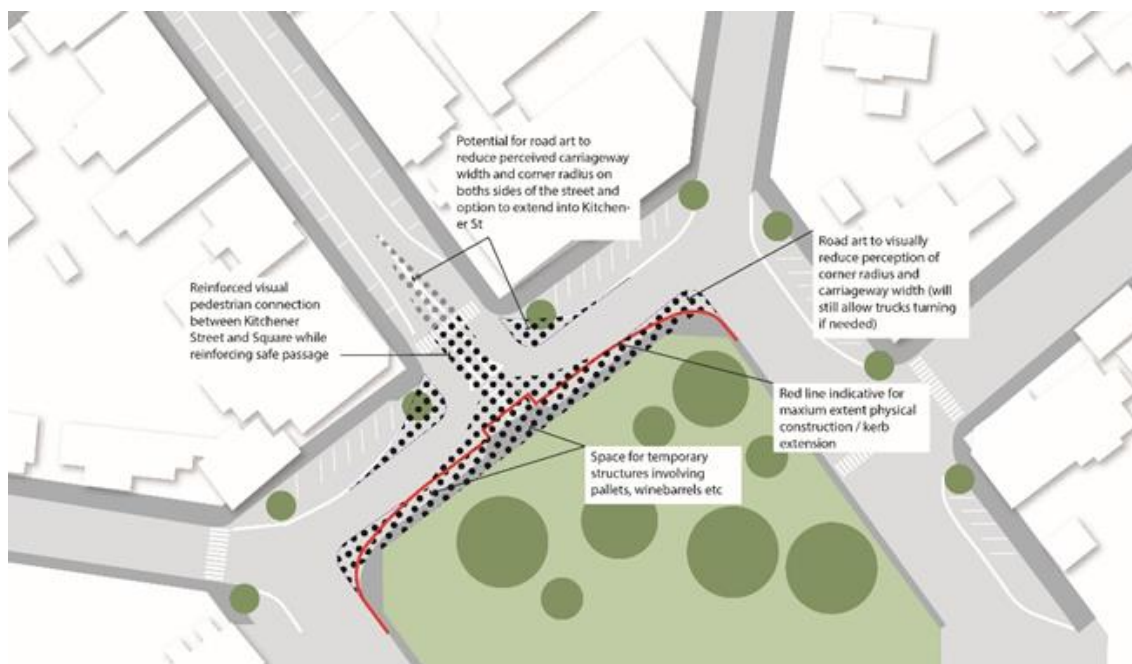 Potential for road art to
reduce perceived carriageway
width and corner radius on
boths sides of the street and
option to extend into Kitchen-
er St
Road art to visually
reduce perception of
corner radius and
carriageway width (will
still allow trucks turning
if needed)
Reinforced visual
pedestrian connection
between Kitchener
Street and Square while
reinforcing safe passage
Red line indicative for
maxium extent physical
construction / kerb
extension
Space for temporary
structures involving
pallets, winebarrels etc